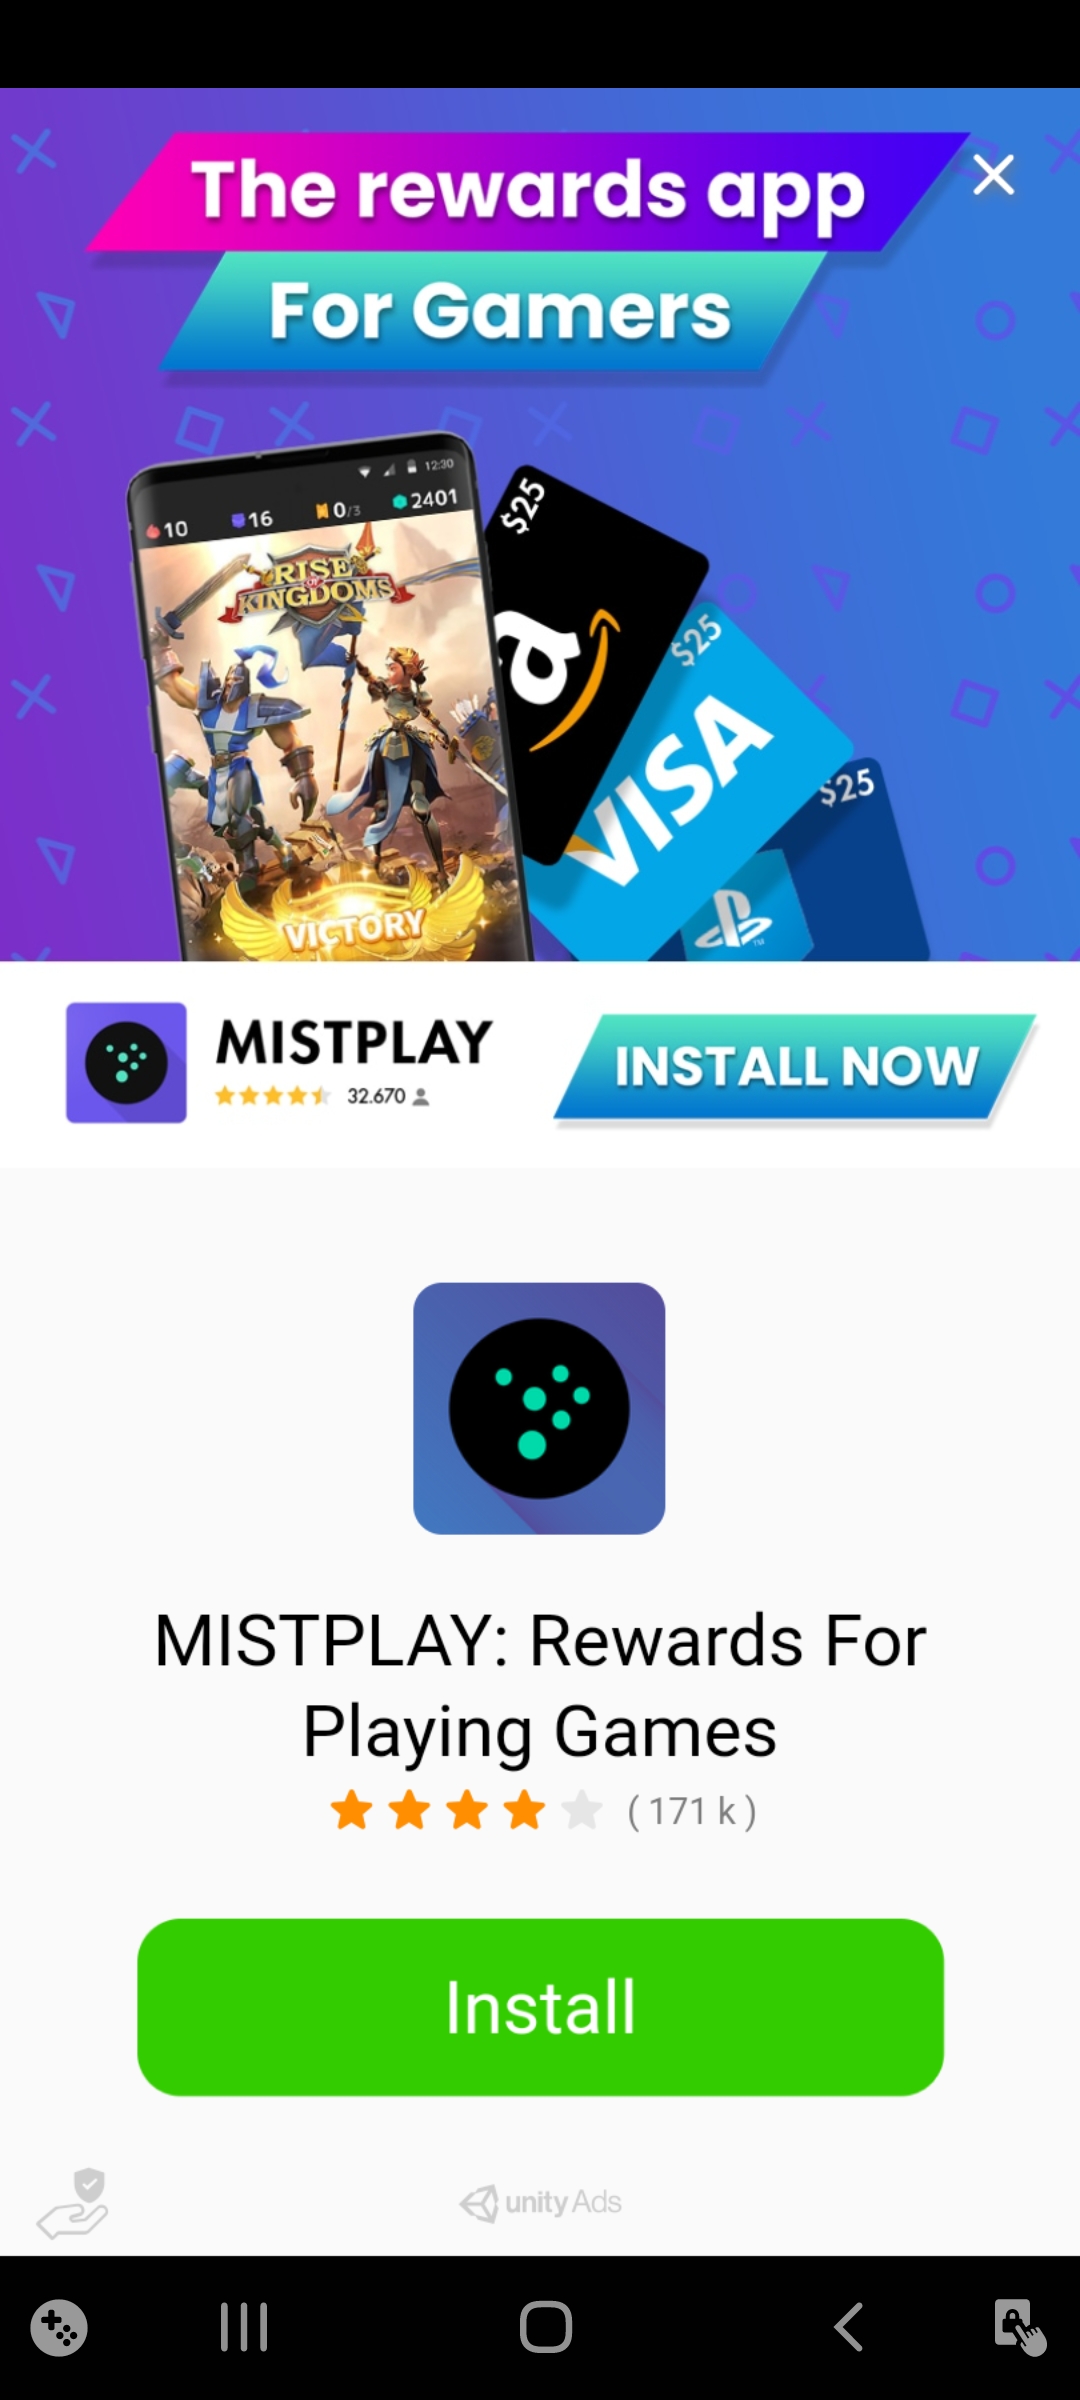 The rewards app
For Gamers
12:30
10
16
0/3
2401
RISE
OF
KINGDOMS
VICTORY
$25
a
$25
VISA
$25
TM
MISTPLAY
32.670
INSTALL NOW
MISTPLAY: Rewards For
Playing Games
( 171 k )
Install
unity Ads